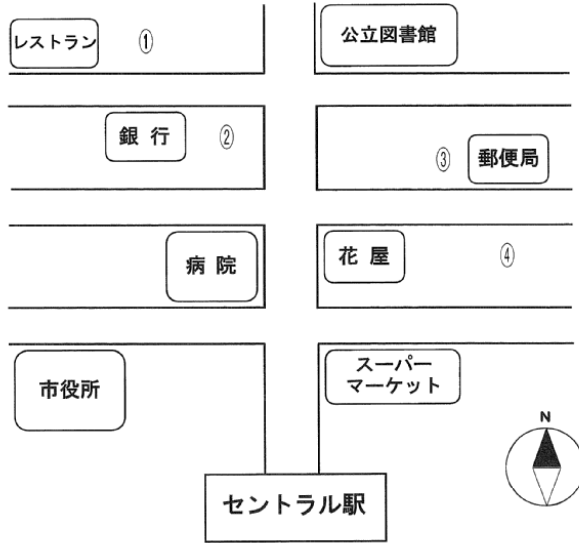 レストラン
①
公立図書館
銀行
②
③
郵便局
病院
花屋
④
市役所
スーパー
マーケット
N
セントラル駅